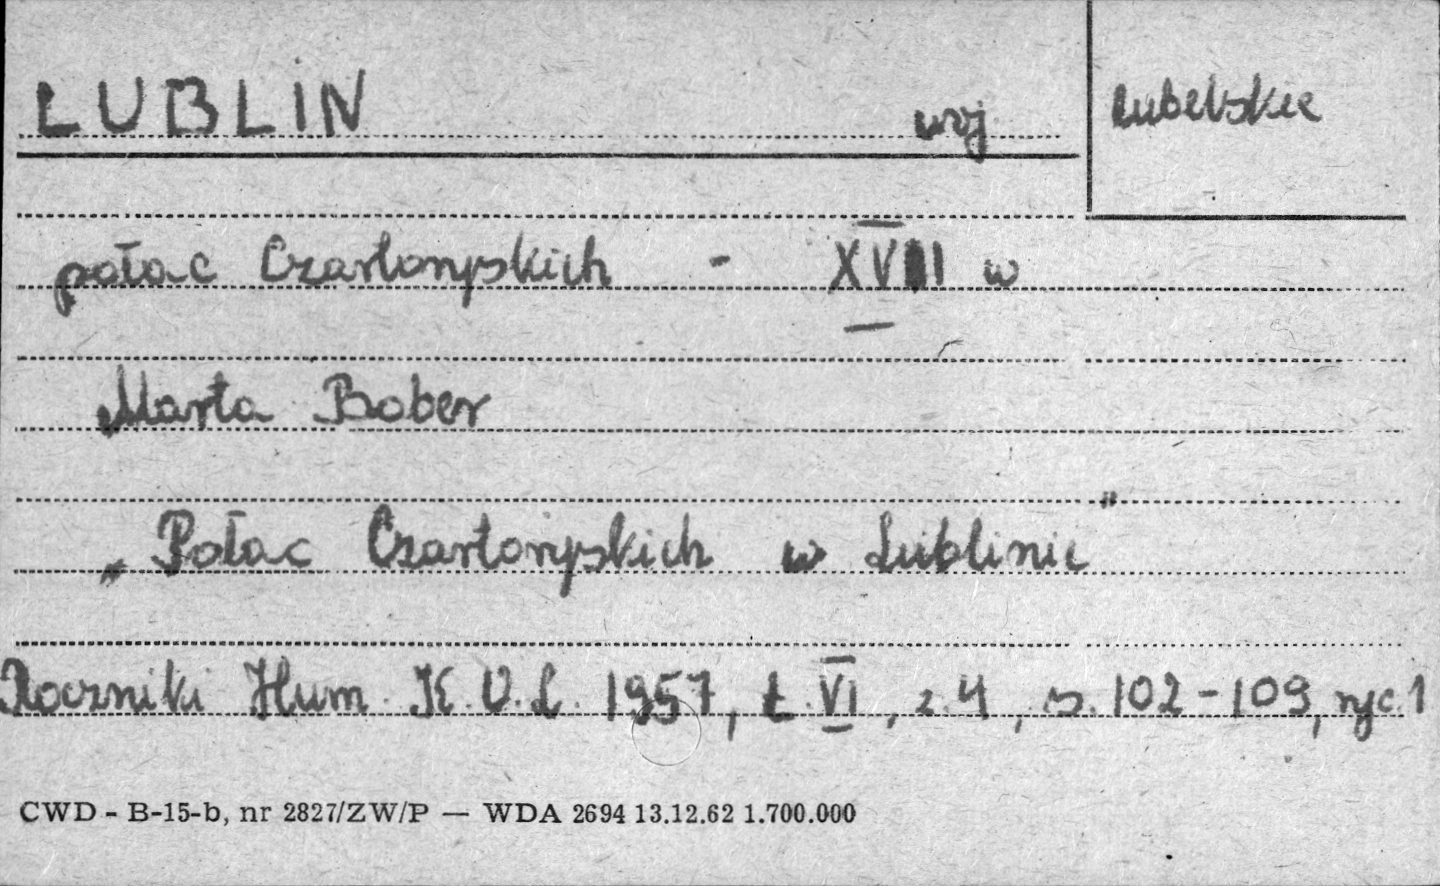 LUBLIN woj lubelskie
pałac Czartoryskich - XVIII w
Marta Bober
„Pałac Czartoryskich w Lublinie"
Roczniki Hum. K.U.L. 1957, t. VI, z. 4, s. 102-109, ryc. 1
CWD - B-15-b, nr 2827/ZW/P — WDA 2694 13.12.62 1.700.000